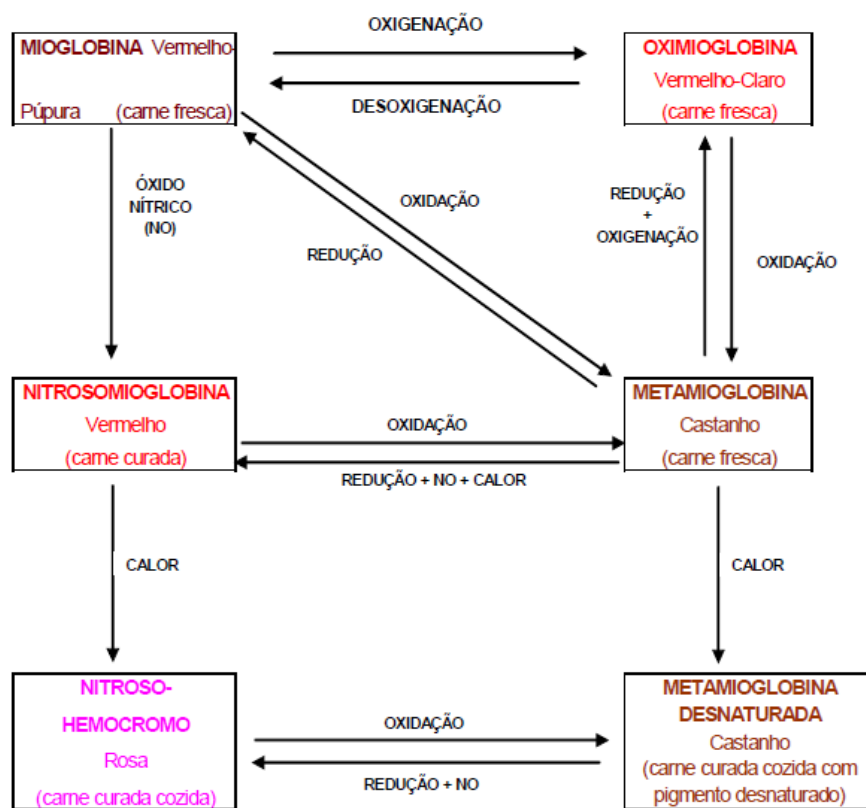 OXIGENAÇÃO
MIOGLOBINA Vermelho-
Púpura (carne fresca)
OXIMIOGLOBINA
Vermelho-Claro
(carne fresca)
DESOXIGENAÇÃO
ÓXIDO
NÍTRICO
(NO)
OXIDAÇÃO
REDUÇÃO
REDUÇÃO
+
OXIGENAÇÃO
OXIDAÇÃO
NITROSOMIOGLOBINA
Vermelho
(carne curada)
OXIDAÇÃO
REDUÇÃO + NO + CALOR
METAMIOGLOBINA
Castanho
(carne fresca)
CALOR
CALOR
NITROSO-
HEMOCROMO
Rosa
(carne curada cozida)
OXIDAÇÃO
REDUÇÃO + NO
METAMIOGLOBINA
DESNATURADA
Castanho
(carne curada cozida com
pigmento desnaturado)